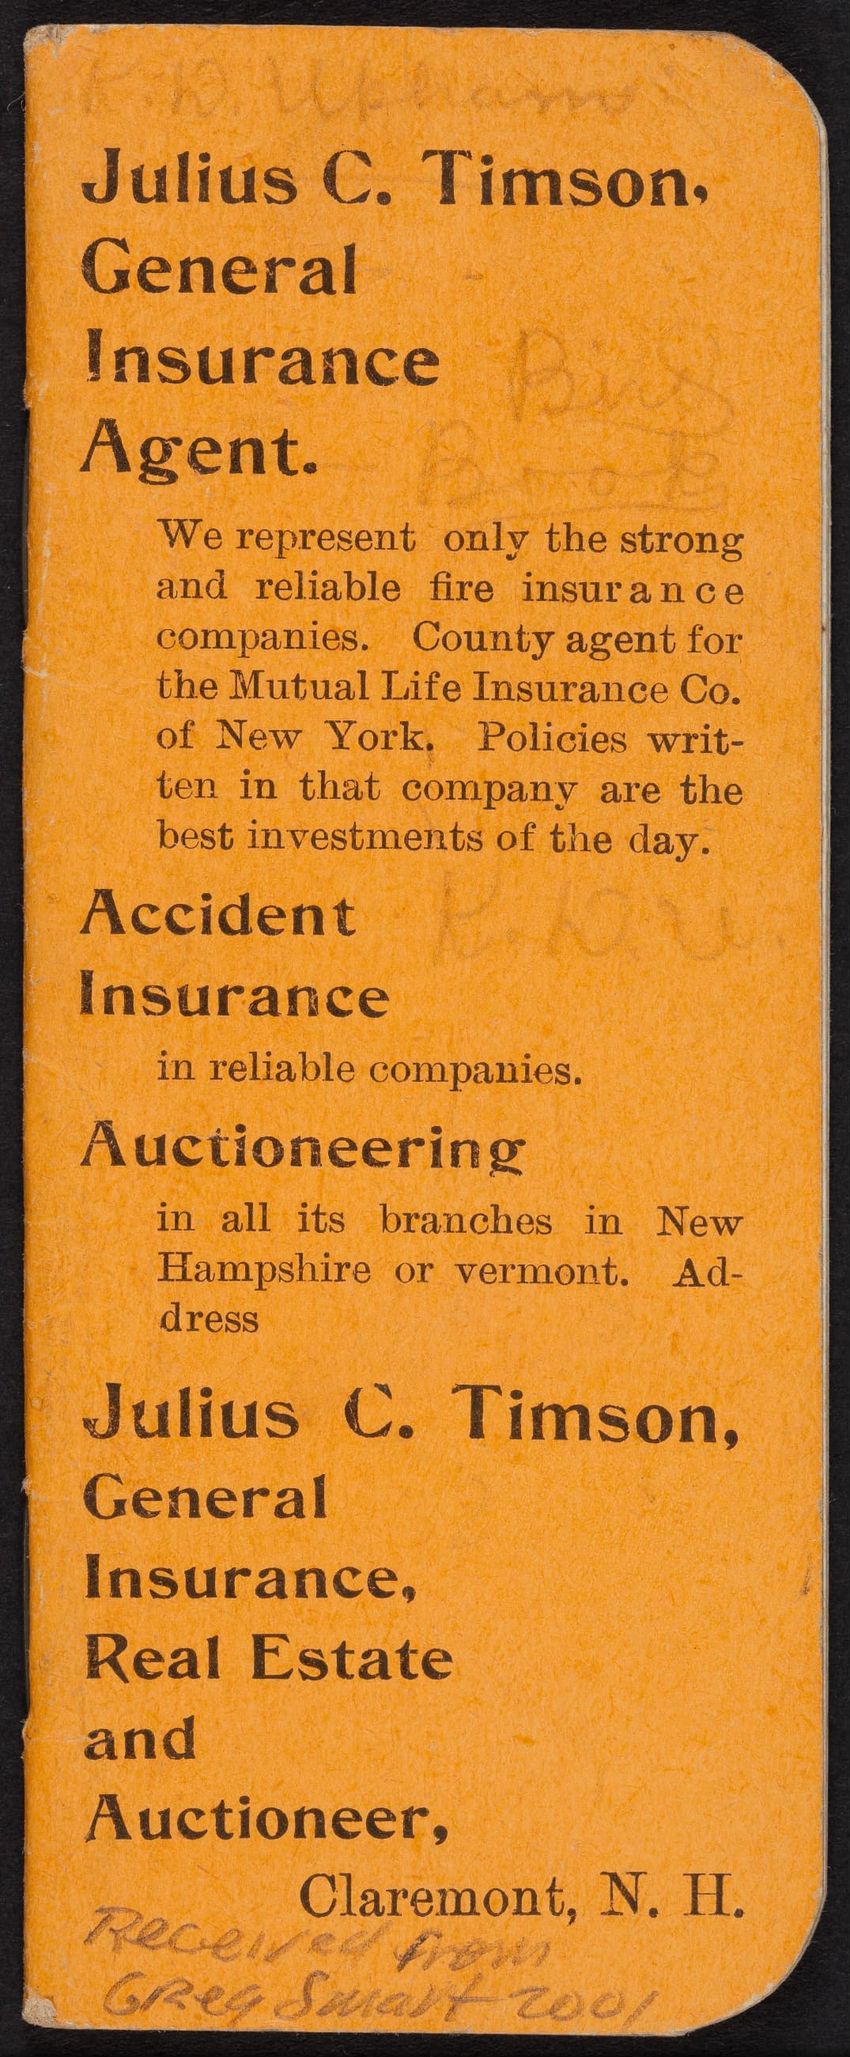 K. D. Upham
Julius C. Timson,
General
Insurance
Agent.
Bird
Book
We represent only the strong
and reliable fire insurance
companies. County agent for
the Mutual Life Insurance Co.
of New York. Policies writ-
ten in that company are the
best investments of the day.
Accident
K. D. U.
Insurance
in reliable companies.
Auctioneering
in all its branches in New
Hampshire or vermont. Ad-
dress
Julius C. Timson,
General
Insurance,
Real Estate
and
Auctioneer,
Claremont, N. H.
Received from
Greg Smart 2001